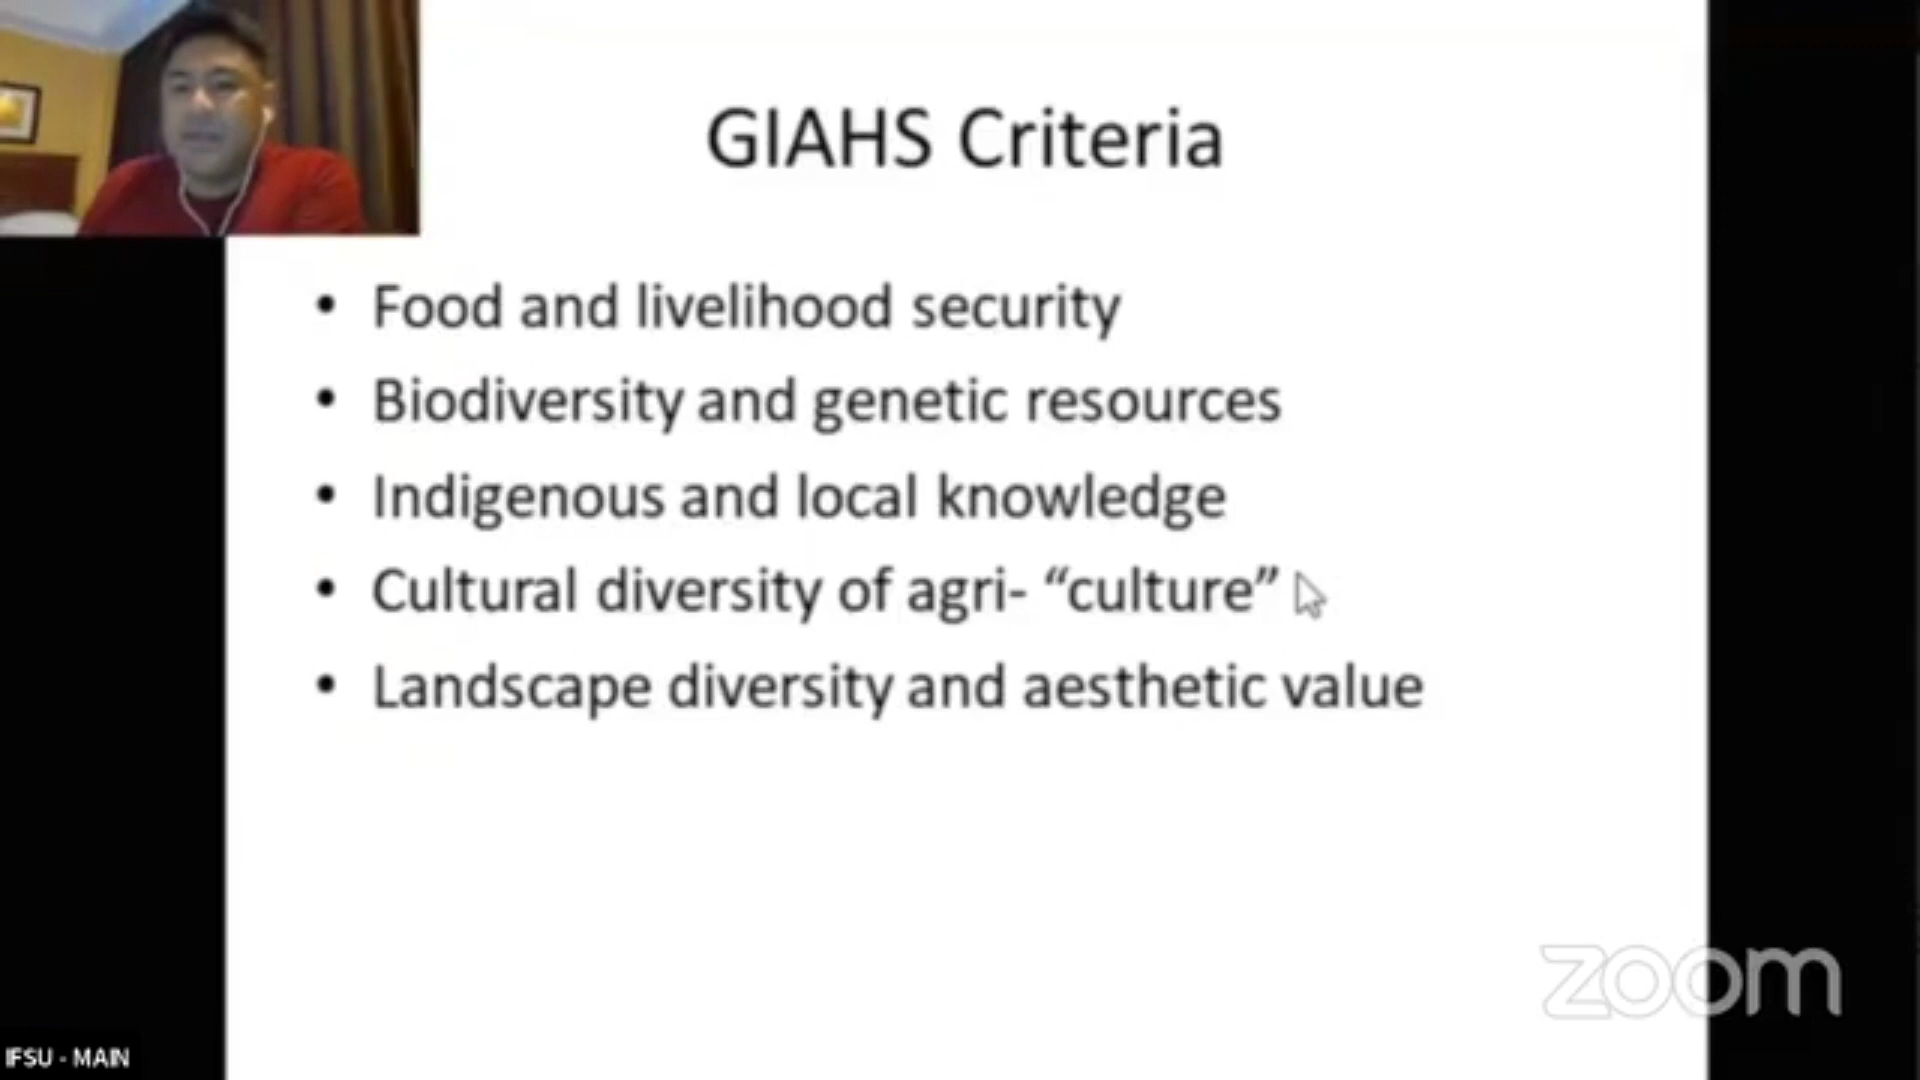 GIAHS Criteria
• Food and livelihood security
• Biodiversity and genetic resources
• Indigenous and local knowledge
• Cultural diversity of agri- “culture”
• Landscape diversity and aesthetic value
zoom
IFSU - MAIN